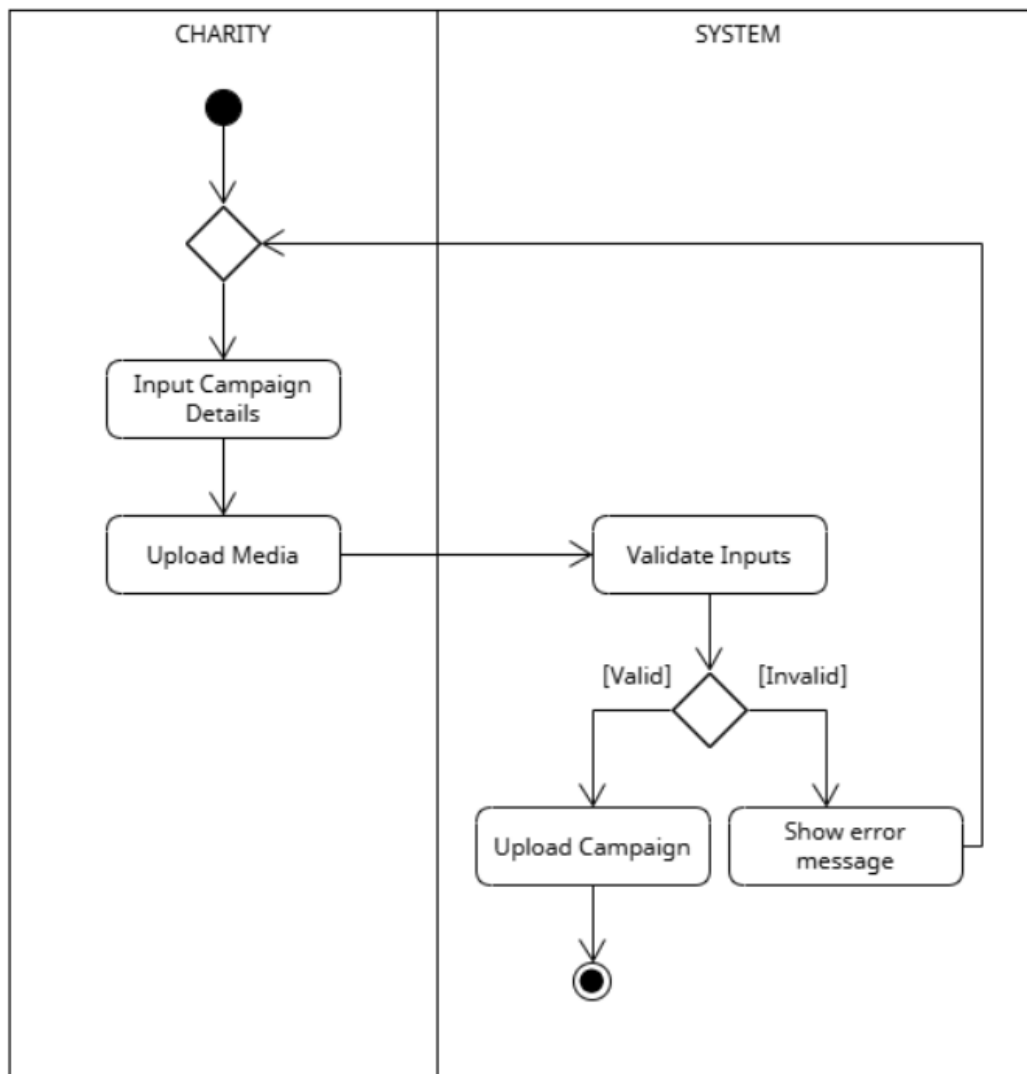 CHARITY
SYSTEM
Input Campaign
Details
Upload Media
Validate Inputs
[Valid]
[Invalid]
Upload Campaign
Show error
message